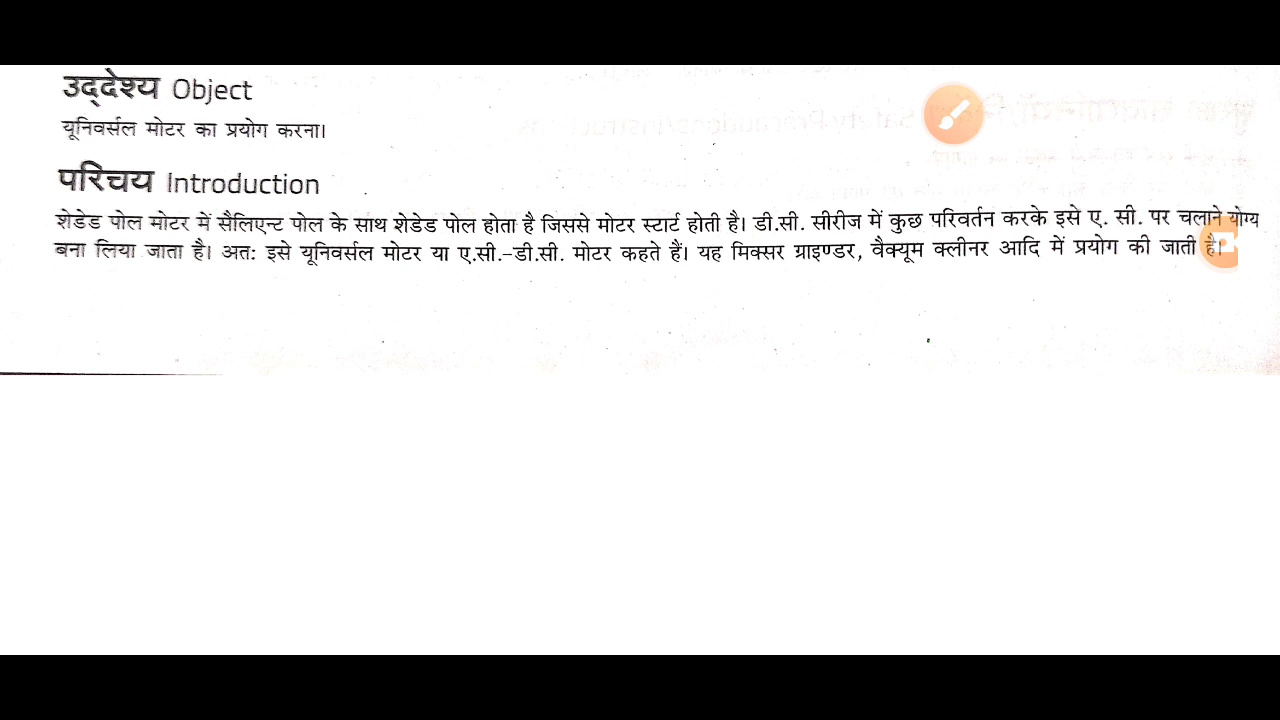 उद्देश्य Object
यूनिवर्सल मोटर का प्रयोग करना।
परिचय Introduction
शेडेड पोल मोटर में सैलिएन्ट पोल के साथ शेडेड पोल होता है जिससे मोटर स्टार्ट होती है। डी.सी. सीरीज में कुछ परिवर्तन करके इसे ए. सी. पर चलाने योग्य
बना लिया जाता है। अतः इसे यूनिवर्सल मोटर या ए.सी.-डी.सी. मोटर कहते हैं। यह मिक्सर ग्राइण्डर, वैक्यूम क्लीनर आदि में प्रयोग की जाती है।